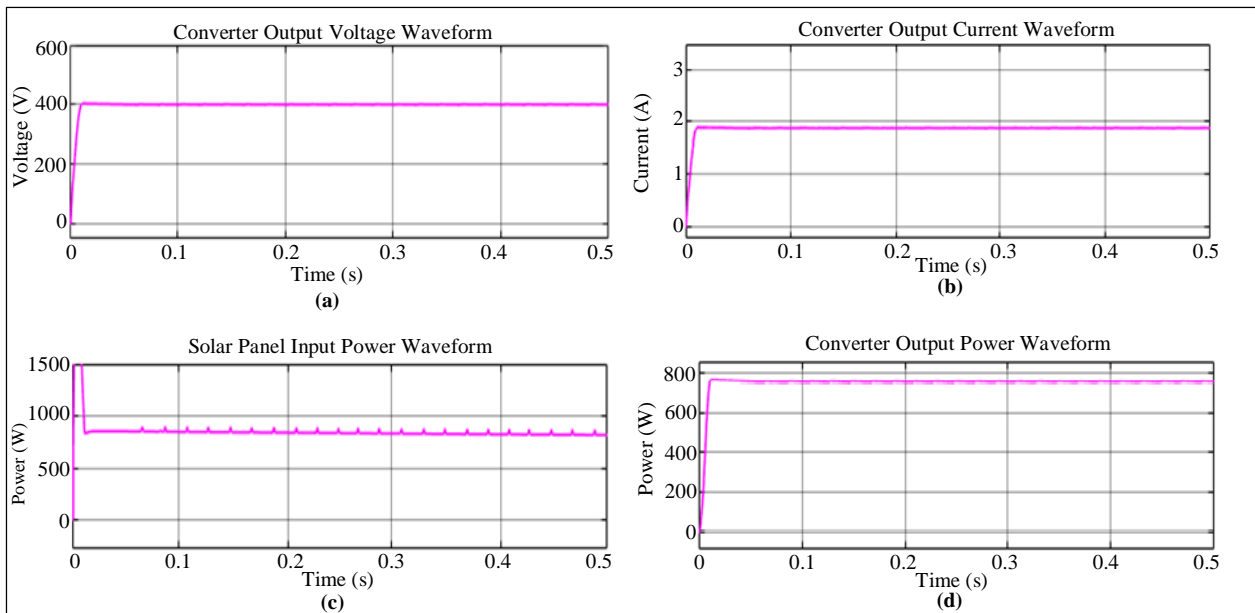 Converter Output Voltage Waveform
600
400
200
0
Voltage (V)
0 0.1 0.2 0.3 0.4 0.5
Time (s)
(a)
Converter Output Current Waveform
3
2
1
0
Current (A)
0 0.1 0.2 0.3 0.4 0.5
Time (s)
(b)
Solar Panel Input Power Waveform
1500
1000
500
0
Power (W)
0 0.1 0.2 0.3 0.4 0.5
Time (s)
(c)
Converter Output Power Waveform
800
600
400
200
0
Power (W)
0 0.1 0.2 0.3 0.4 0.5
Time (s)
(d)